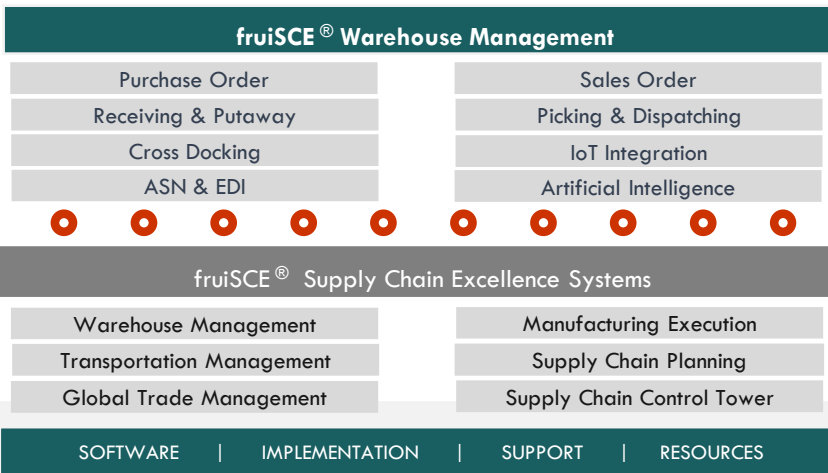 fruiSCE ® Warehouse Management
Purchase Order
Sales Order
Receiving & Putaway
Picking & Dispatching
Cross Docking
IoT Integration
ASN & EDI
Artificial Intelligence
fruiSCE ® Supply Chain Excellence Systems
Warehouse Management
Manufacturing Execution
Transportation Management
Supply Chain Planning
Global Trade Management
Supply Chain Control Tower
SOFTWARE | IMPLEMENTATION | SUPPORT | RESOURCES